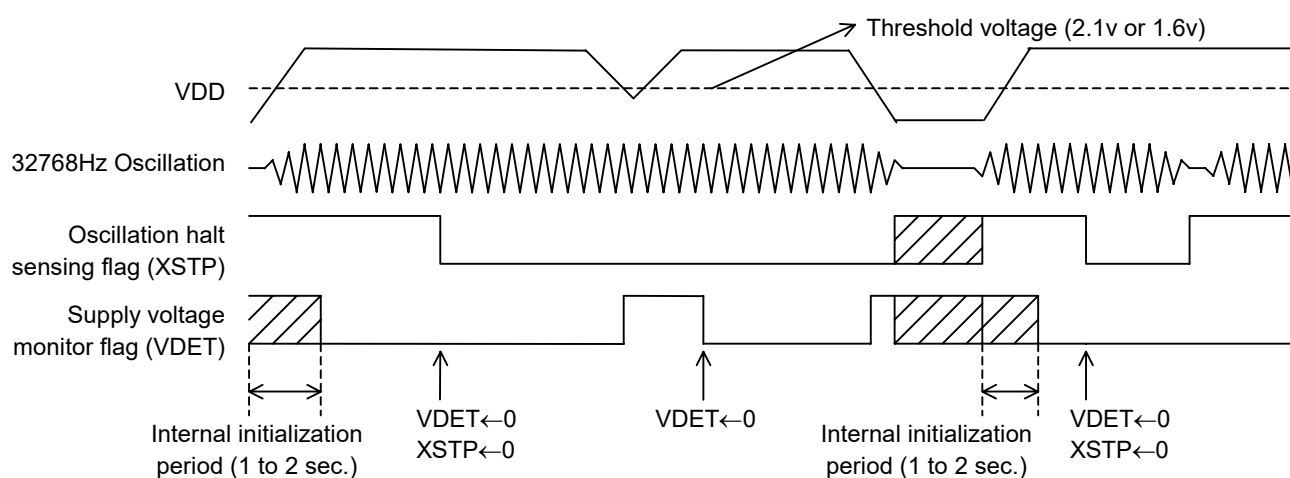 Threshold voltage (2.1v or 1.6v)
VDD
32768Hz Oscillation
Oscillation halt
sensing flag (XSTP)
Supply voltage
monitor flag (VDET)
Internal initialization
period (1 to 2 sec.)
VDET←0
XSTP←0
VDET←0
Internal initialization
period (1 to 2 sec.)
VDET←0
XSTP←0